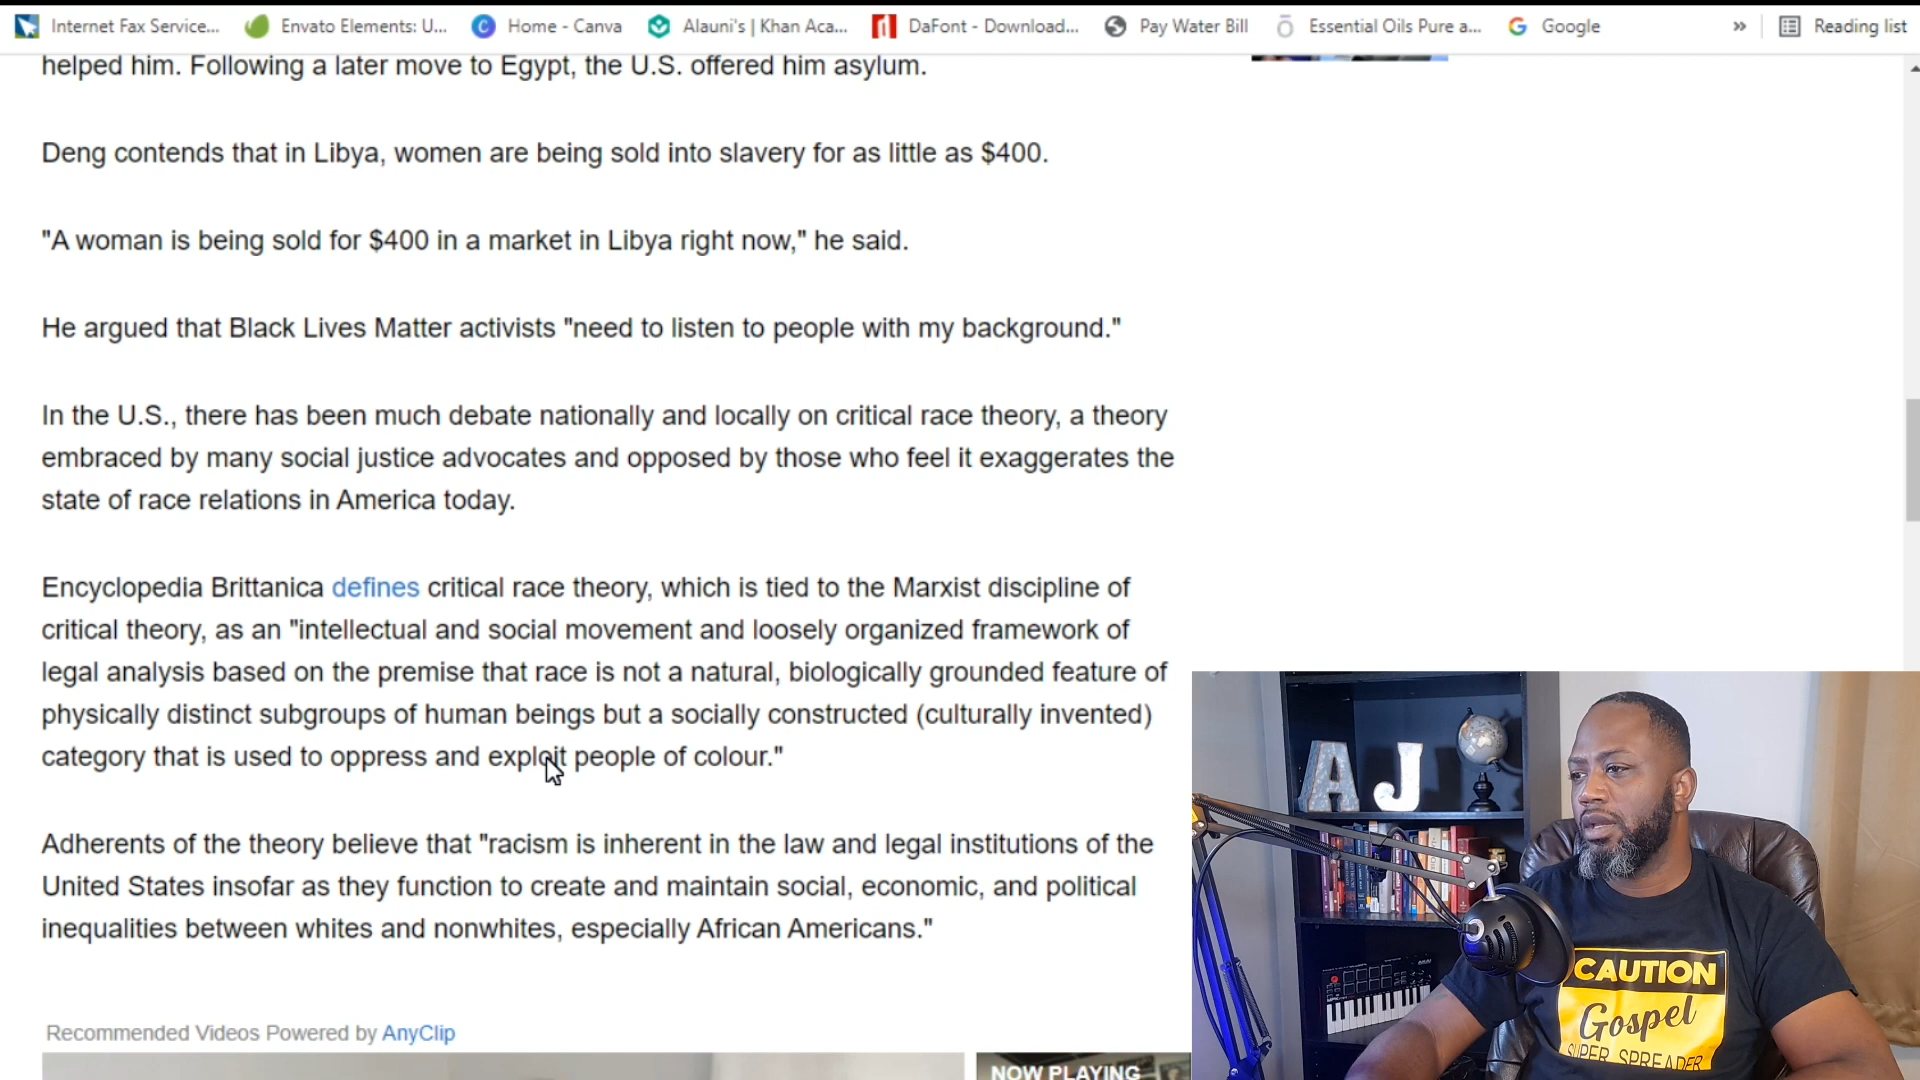 Internet Fax Service... Envato Elements: U... Home - Canva Alauni's | Khan Aca... DaFont - Download... Pay Water Bill Essential Oils Pure a... Google » Reading list
helped him. Following a later move to Egypt, the U.S. offered him asylum.
Deng contends that in Libya, women are being sold into slavery for as little as $400.
"A woman is being sold for $400 in a market in Libya right now," he said.
He argued that Black Lives Matter activists "need to listen to people with my background."
In the U.S., there has been much debate nationally and locally on critical race theory, a theory
embraced by many social justice advocates and opposed by those who feel it exaggerates the
state of race relations in America today.
Encyclopedia Brittanica defines critical race theory, which is tied to the Marxist discipline of
critical theory, as an "intellectual and social movement and loosely organized framework of
legal analysis based on the premise that race is not a natural, biologically grounded feature of
physically distinct subgroups of human beings but a socially constructed (culturally invented)
category that is used to oppress and exploit people of colour."
Adherents of the theory believe that "racism is inherent in the law and legal institutions of the
United States insofar as they function to create and maintain social, economic, and political
inequalities between whites and nonwhites, especially African Americans."
Recommended Videos Powered by AnyClip
NOW PLAYING
AJ
CAUTION
Gospel
SUPER SPREADER